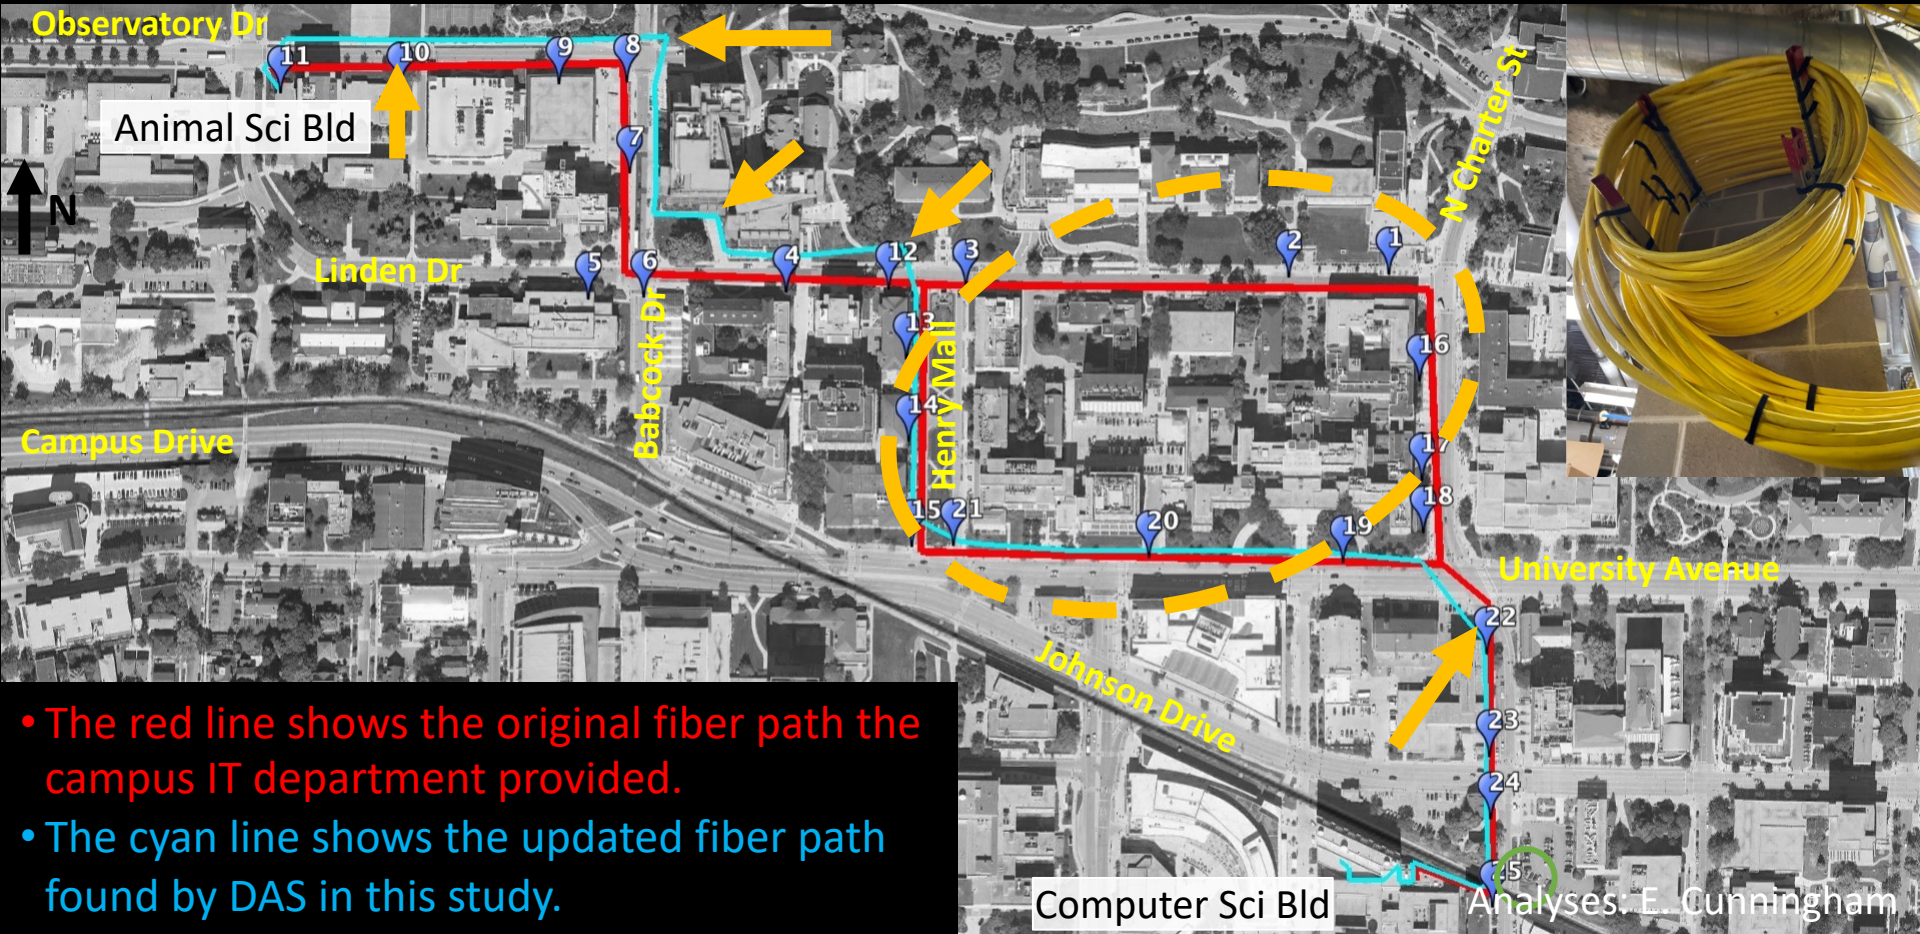 Observatory Dr
11
10
9
8
Animal Sci Bld
7
N Charter St
N
5
6
4
12
3
2
1
Linden Dr
Babcock Dr
13
Henry Mall
16
14
Campus Drive
17
15
21
20
19
18
University Avenue
22
Johnson Drive
23
24
25
• The red line shows the original fiber path the
campus IT department provided.
• The cyan line shows the updated fiber path
found by DAS in this study.
Computer Sci Bld
Analyses: E. Cunningham